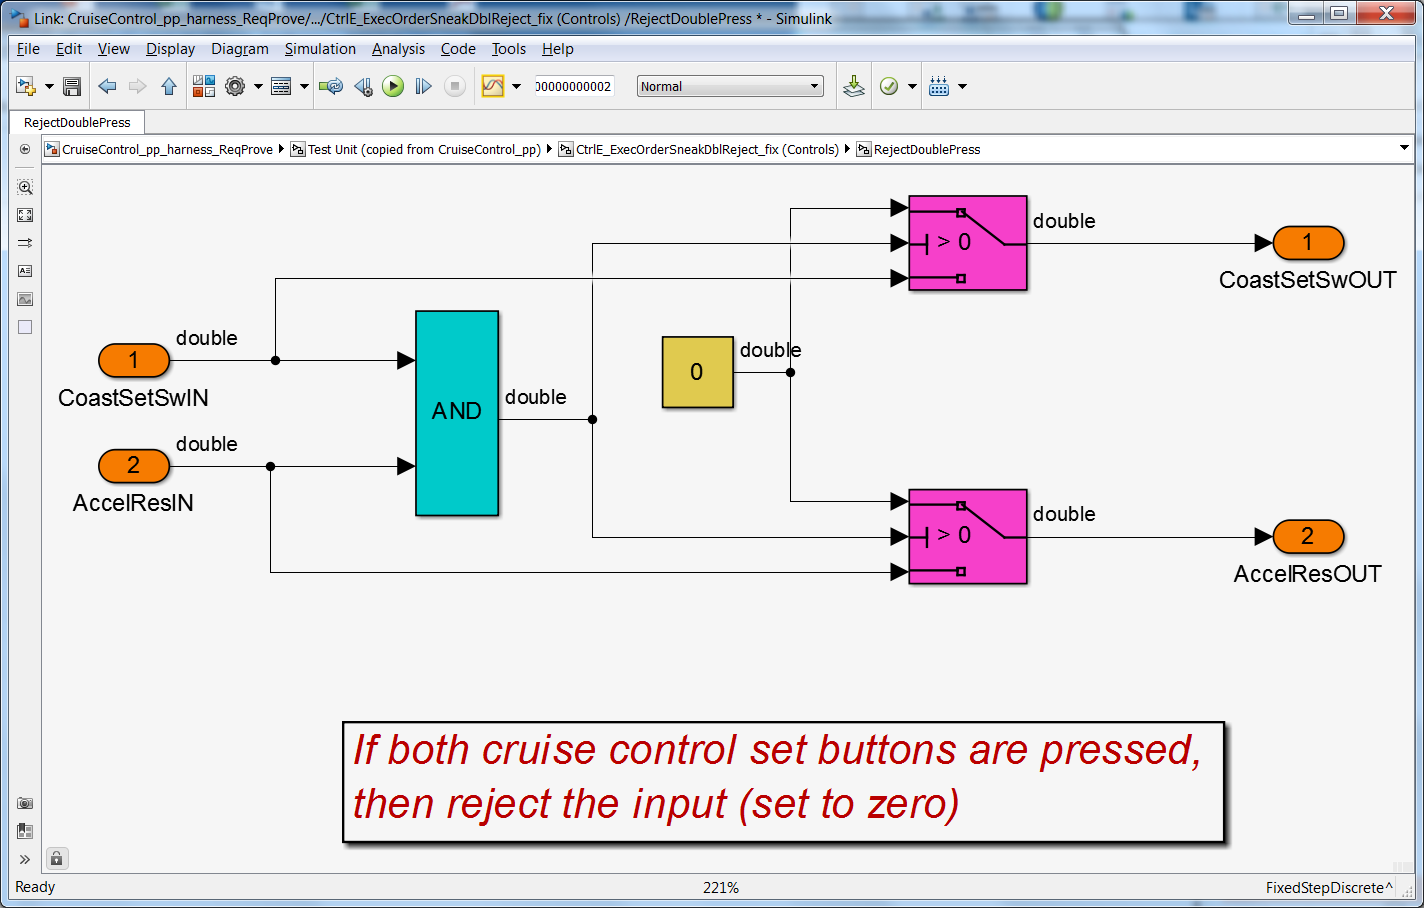 Link: CruiseControl_pp_harness_ReqProve/.../CtrlE_ExecOrderSneakDblReject_fix (Controls) /RejectDoublePress * - Simulink
File Edit View Display Diagram Simulation Analysis Code Tools Help
00000000002 Normal
RejectDoublePress
CruiseControl_pp_harness_ReqProve Test Unit (copied from CruiseControl_pp) CtrlE_ExecOrderSneakDblReject_fix (Controls) RejectDoublePress
double
> 0
1
CoastSetSwOUT
double
1
CoastSetSwIN
double
0
AND
double
double
2
AccelResIN
double
> 0
2
AccelResOUT
If both cruise control set buttons are pressed,
then reject the input (set to zero)
Ready 221% FixedStepDiscrete^